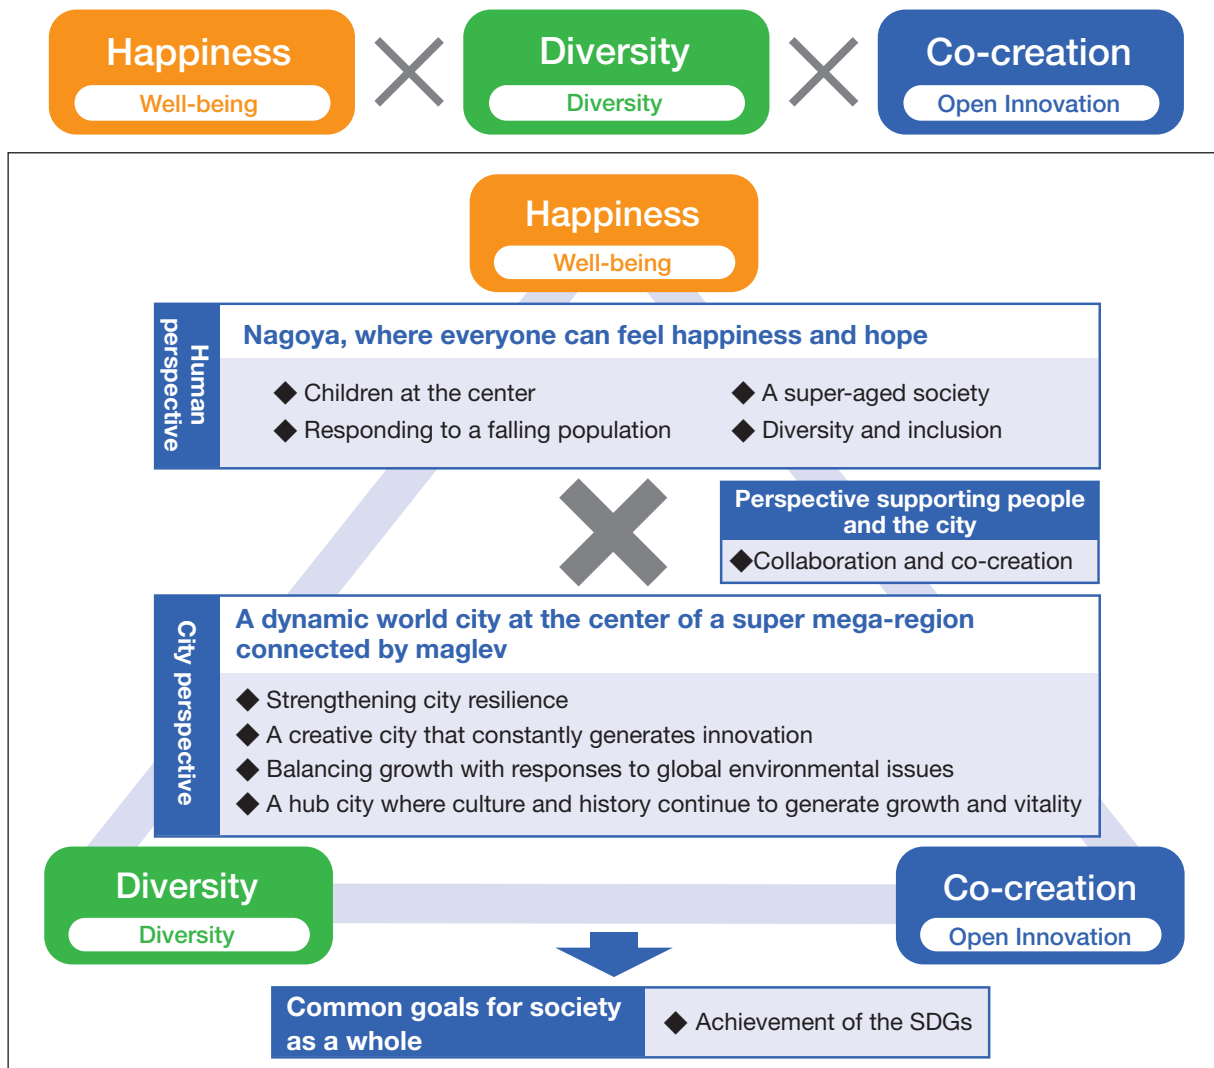 Happiness
Well-being
Diversity
Diversity
Co-creation
Open Innovation
Happiness
Well-being
Human
perspective
Nagoya, where everyone can feel happiness and hope
◆ Children at the center
◆ Responding to a falling population
◆ A super-aged society
◆ Diversity and inclusion
Perspective supporting people
and the city
◆Collaboration and co-creation
City perspective
A dynamic world city at the center of a super mega-region
connected by maglev
◆ Strengthening city resilience
◆ A creative city that constantly generates innovation
◆ Balancing growth with responses to global environmental issues
◆ A hub city where culture and history continue to generate growth and vitality
Diversity
Diversity
Co-creation
Open Innovation
Common goals for society
as a whole
◆ Achievement of the SDGs